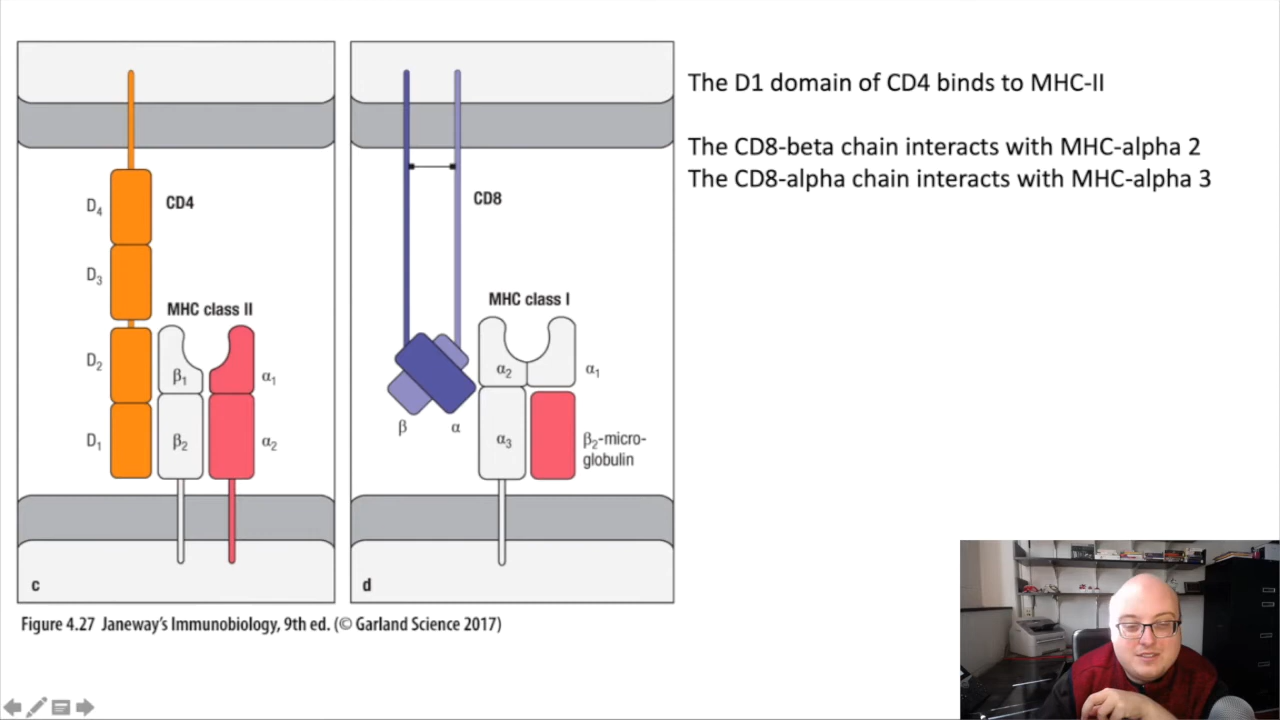 The D1 domain of CD4 binds to MHC-II
The CD8-beta chain interacts with MHC-alpha 2
The CD8-alpha chain interacts with MHC-alpha 3
D₄
CD4
D₃
MHC class II
D₂
β₁
α₁
D₁
β₂
α₂
c
CD8
MHC class I
α₂
α₁
β
α
α₃
β₂-micro-
globulin
d
Figure 4.27 Janeway's Immunobiology, 9th ed. (© Garland Science 2017)